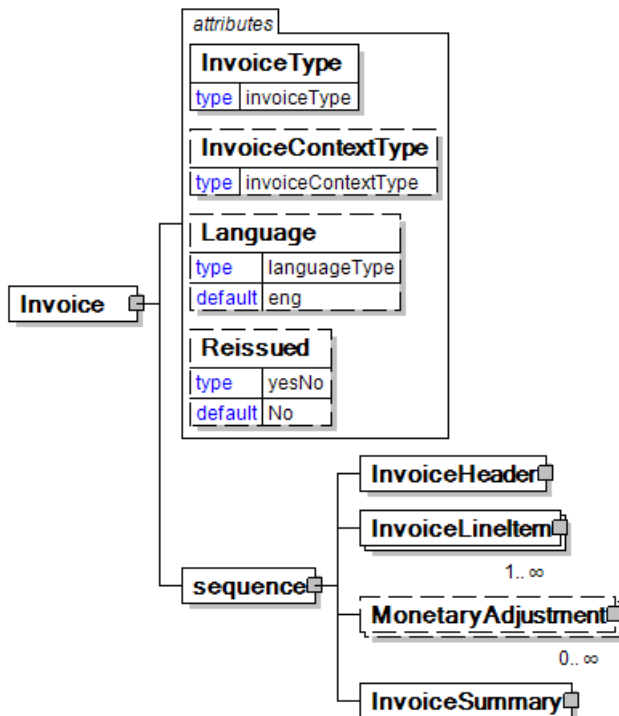 attributes
InvoiceType
type invoiceType
InvoiceContextType
type invoiceContextType
Language
type languageType
default eng
Reissued
type yesNo
default No
Invoice
sequence
InvoiceHeader
InvoiceLineItem
1.. ∞
MonetaryAdjustment
0.. ∞
InvoiceSummary